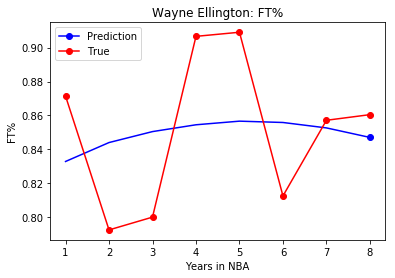 Wayne Ellington: FT%
Prediction
True
FT%
0.90
0.88
0.86
0.84
0.82
0.80
1 2 3 4 5 6 7 8
Years in NBA